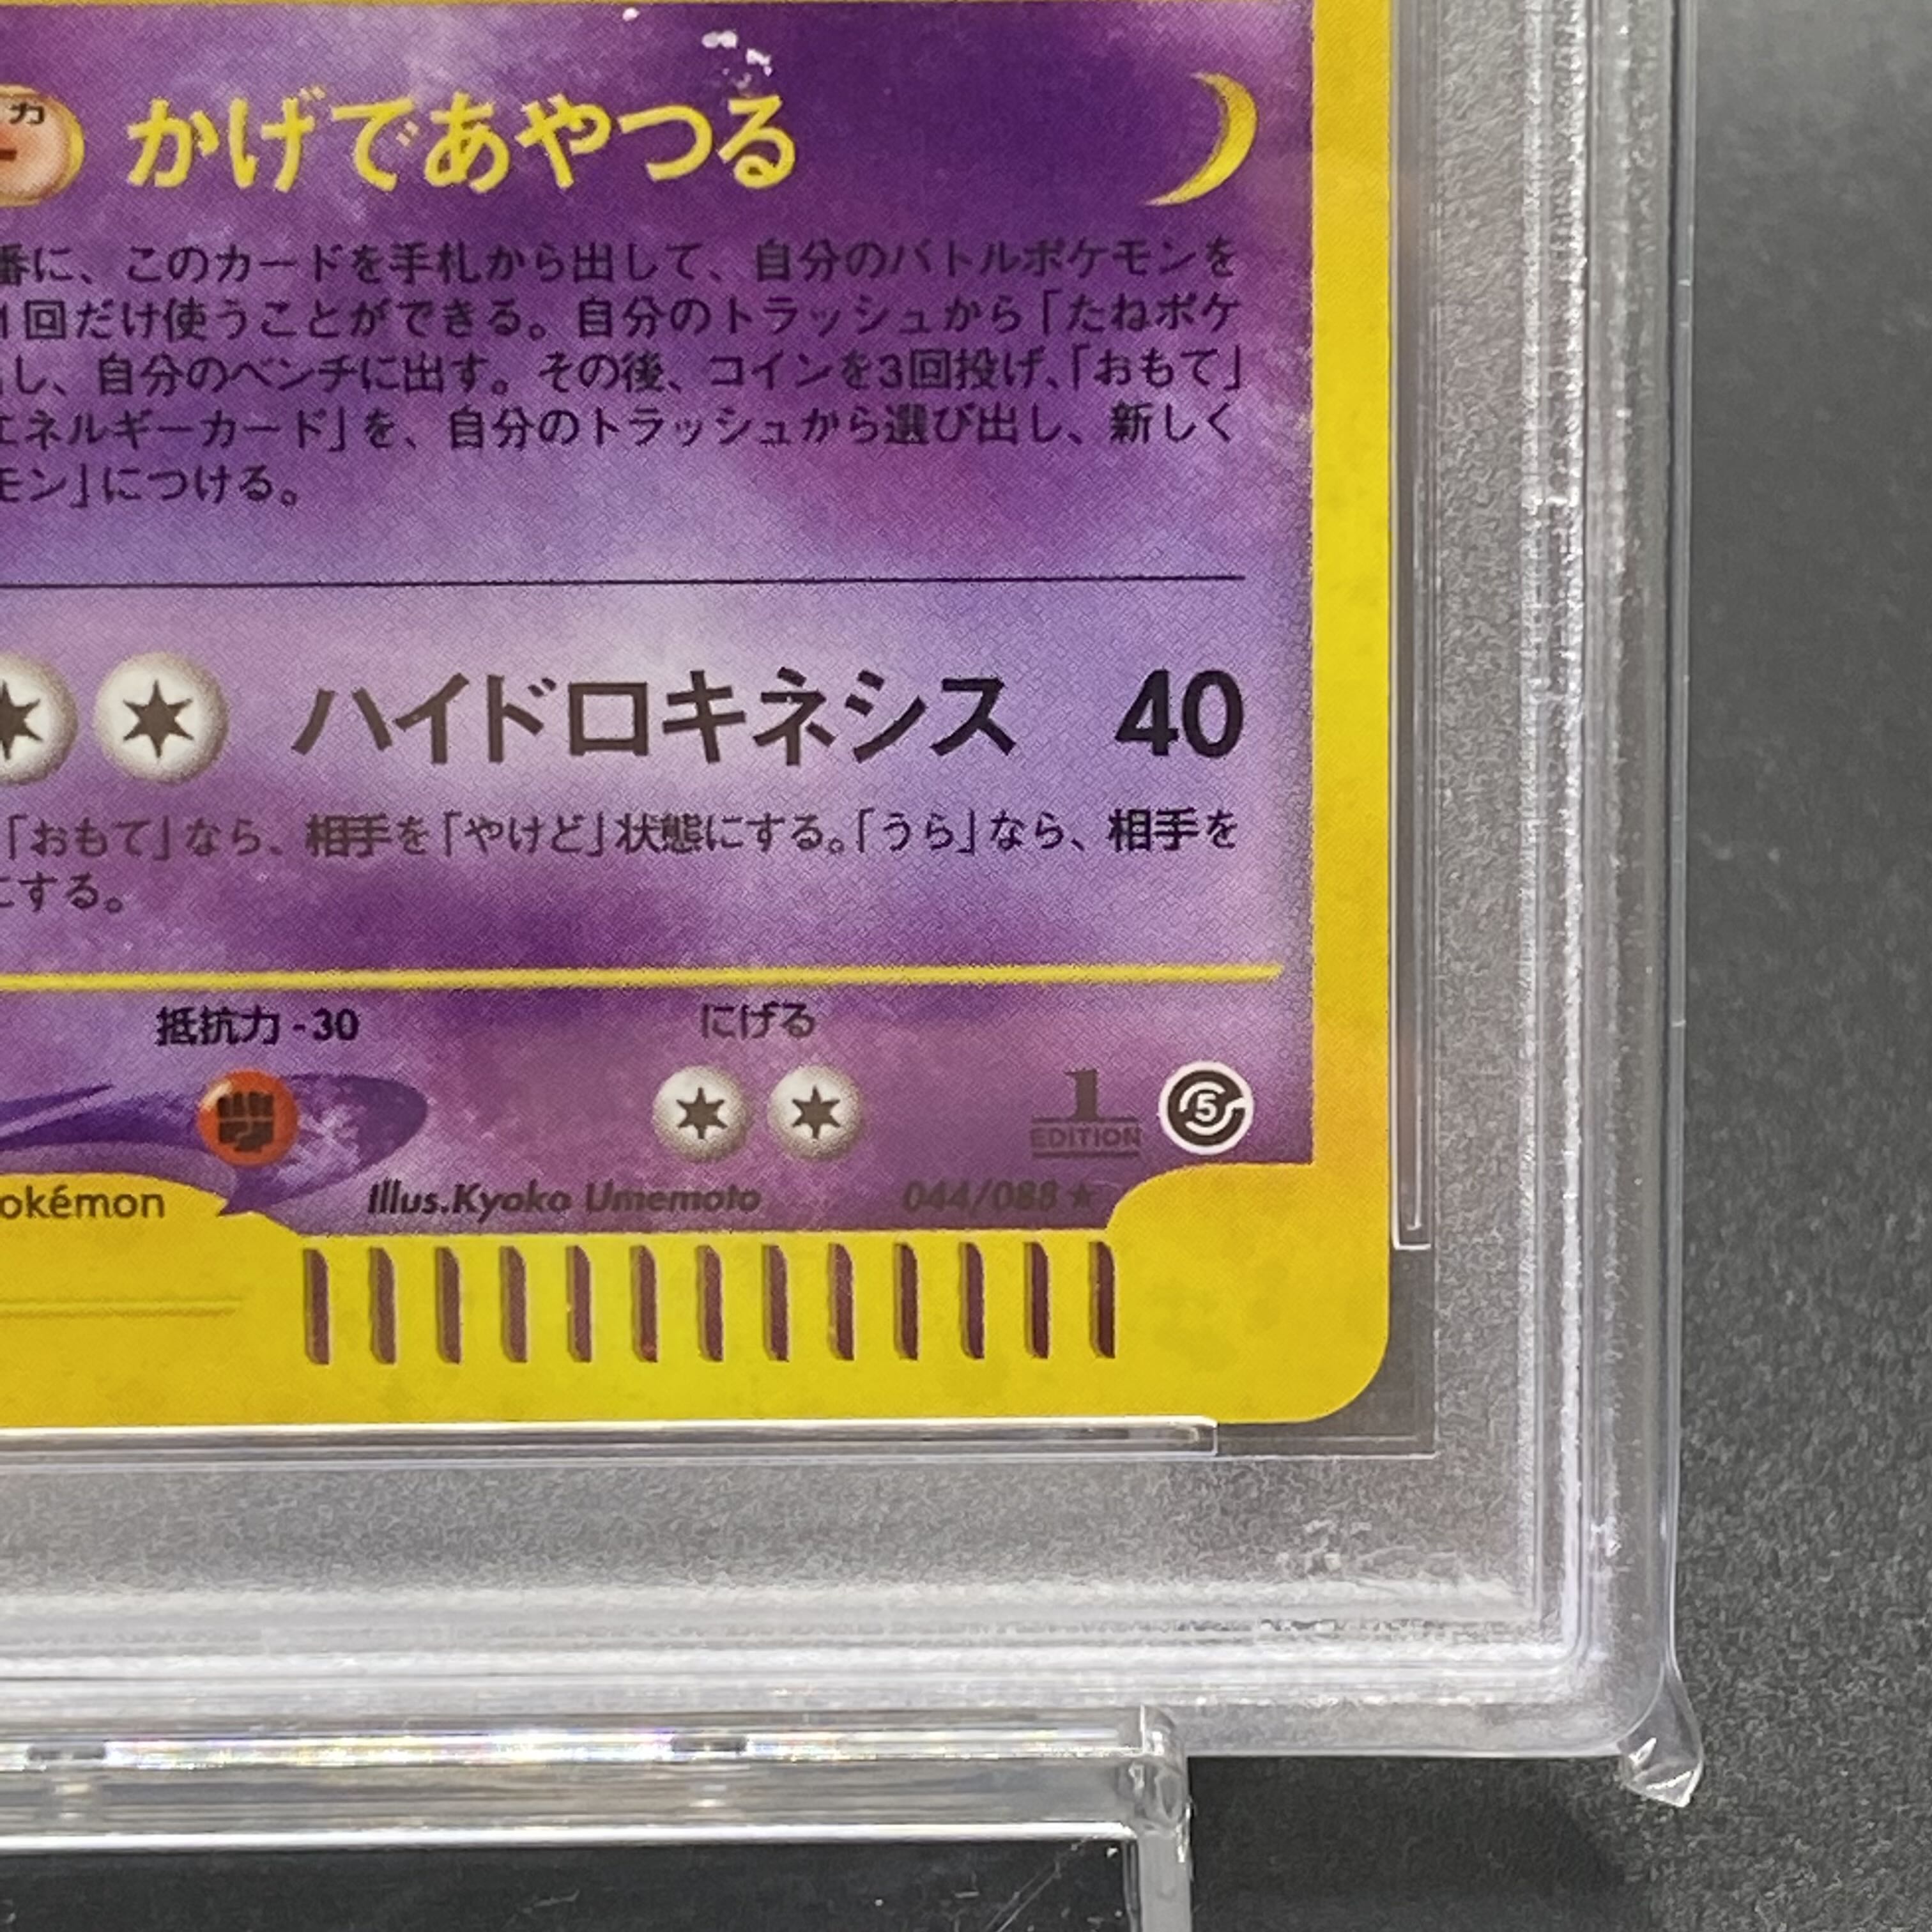 カ
かげであやつる
番に、このカードを手札から出して、自分のバトルポケモンを
1回だけ使うことができる。自分のトラッシュから「たねポケ
し、自分のベンチに出す。その後、コインを3回投げ、「おもて」
エネルギーカード」を、自分のトラッシュから選び出し、新しく
モン」につける。
ハイドロキネシス 40
「おもて」なら、相手を「やけど」状態にする。「うら」なら、相手を
にする。
抵抗力 -30 にげる
1
EDITION
5
okémon Illus.Kyoko Umemoto 044/088 ★